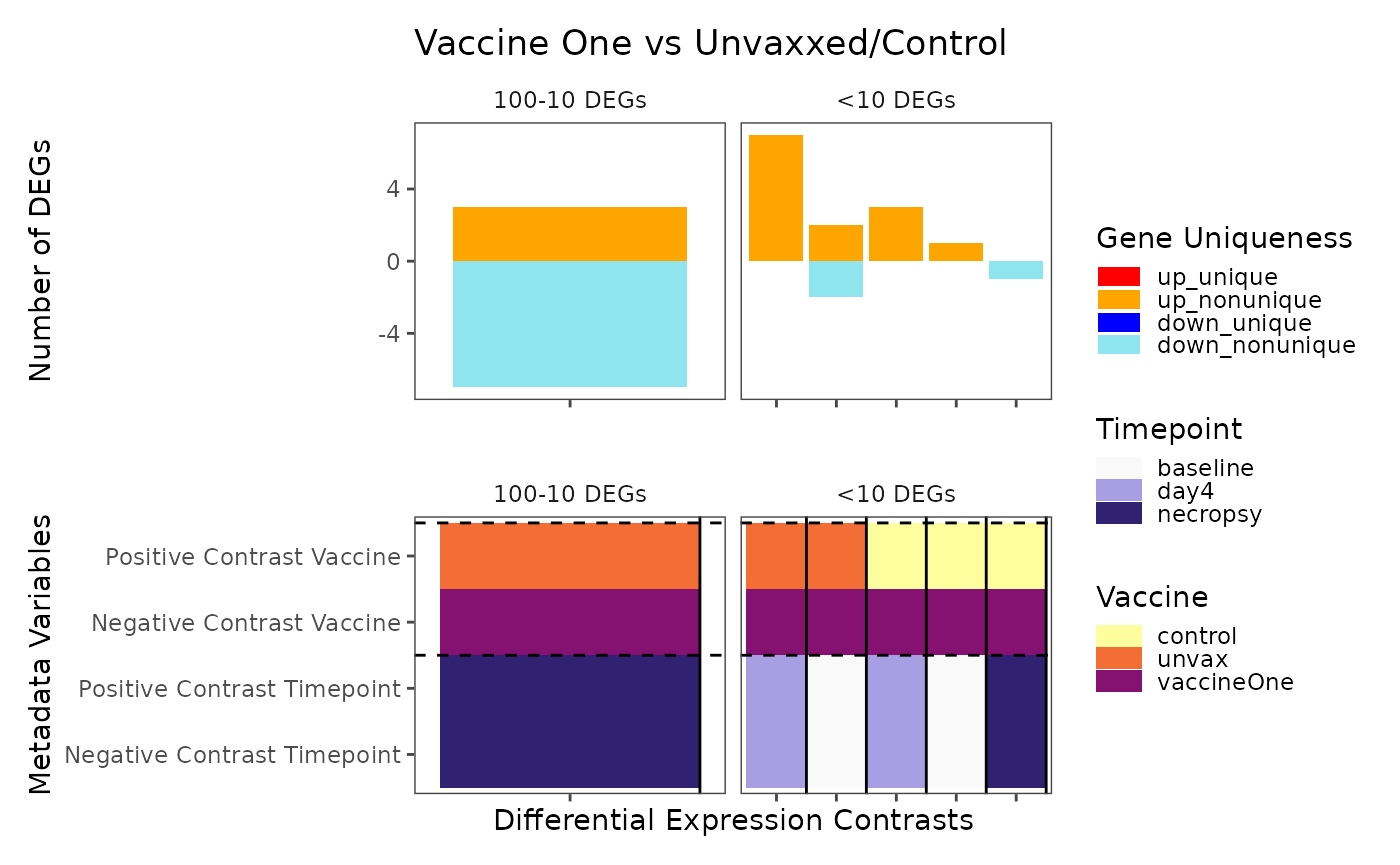 Vaccine One vs Unvaxxed/Control
100-10 DEGs
<10 DEGs
Number of DEGs
4
0
-4
Gene Uniqueness
up_unique
up_nonunique
down_unique
down_nonunique
Timepoint
baseline
day4
necropsy
Vaccine
control
unvax
vaccineOne
100-10 DEGs
<10 DEGs
Metadata Variables
Positive Contrast Vaccine
Negative Contrast Vaccine
Positive Contrast Timepoint
Negative Contrast Timepoint
Differential Expression Contrasts